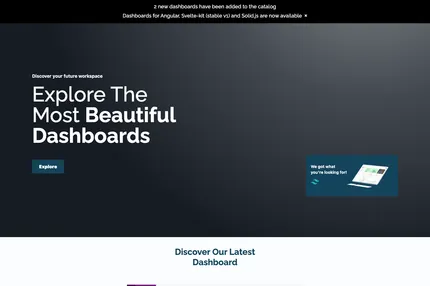 2 new dashboards have been added to the catalog
Dashboards for Angular, Svelte-kit (stable v1) and Solid.js are now available ×
Discover your future workspace
Explore The
Most Beautiful
Dashboards
Explore
We got what
you're looking for!
Discover Our Latest
Dashboard